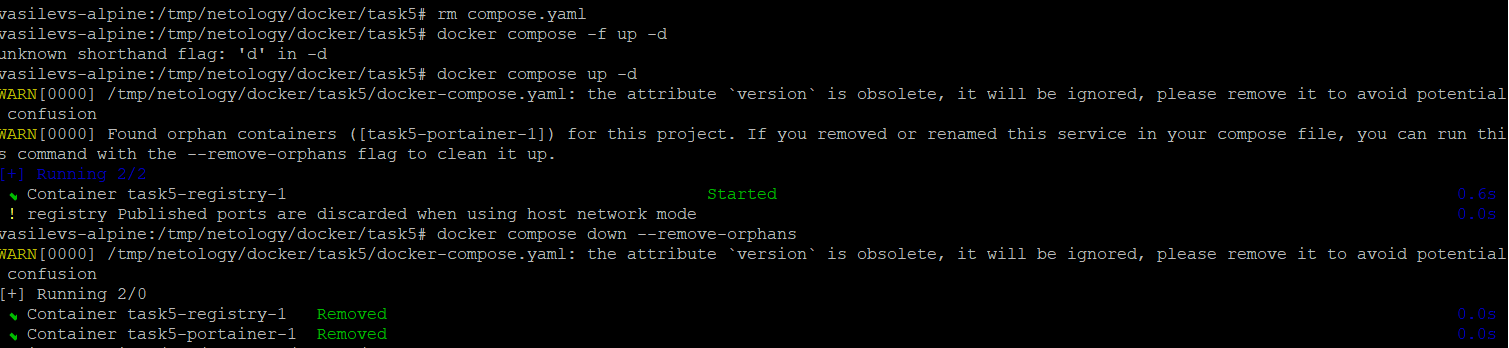 vasilevs-alpine:/tmp/netology/docker/task5# rm compose.yaml
vasilevs-alpine:/tmp/netology/docker/task5# docker compose -f up -d
unknown shorthand flag: 'd' in -d
vasilevs-alpine:/tmp/netology/docker/task5# docker compose up -d
WARN[0000] /tmp/netology/docker/task5/docker-compose.yaml: the attribute `version` is obsolete, it will be ignored, please remove it to avoid potential
 confusion
WARN[0000] Found orphan containers ([task5-portainer-1]) for this project. If you removed or renamed this service in your compose file, you can run thi
s command with the --remove-orphans flag to clean it up.
[+] Running 2/2
✔ Container task5-registry-1 Started 0.6s
! registry Published ports are discarded when using host network mode 0.0s
vasilevs-alpine:/tmp/netology/docker/task5# docker compose down --remove-orphans
WARN[0000] /tmp/netology/docker/task5/docker-compose.yaml: the attribute `version` is obsolete, it will be ignored, please remove it to avoid potential
 confusion
[+] Running 2/0
✔ Container task5-registry-1 Removed 0.0s
✔ Container task5-portainer-1 Removed 0.0s